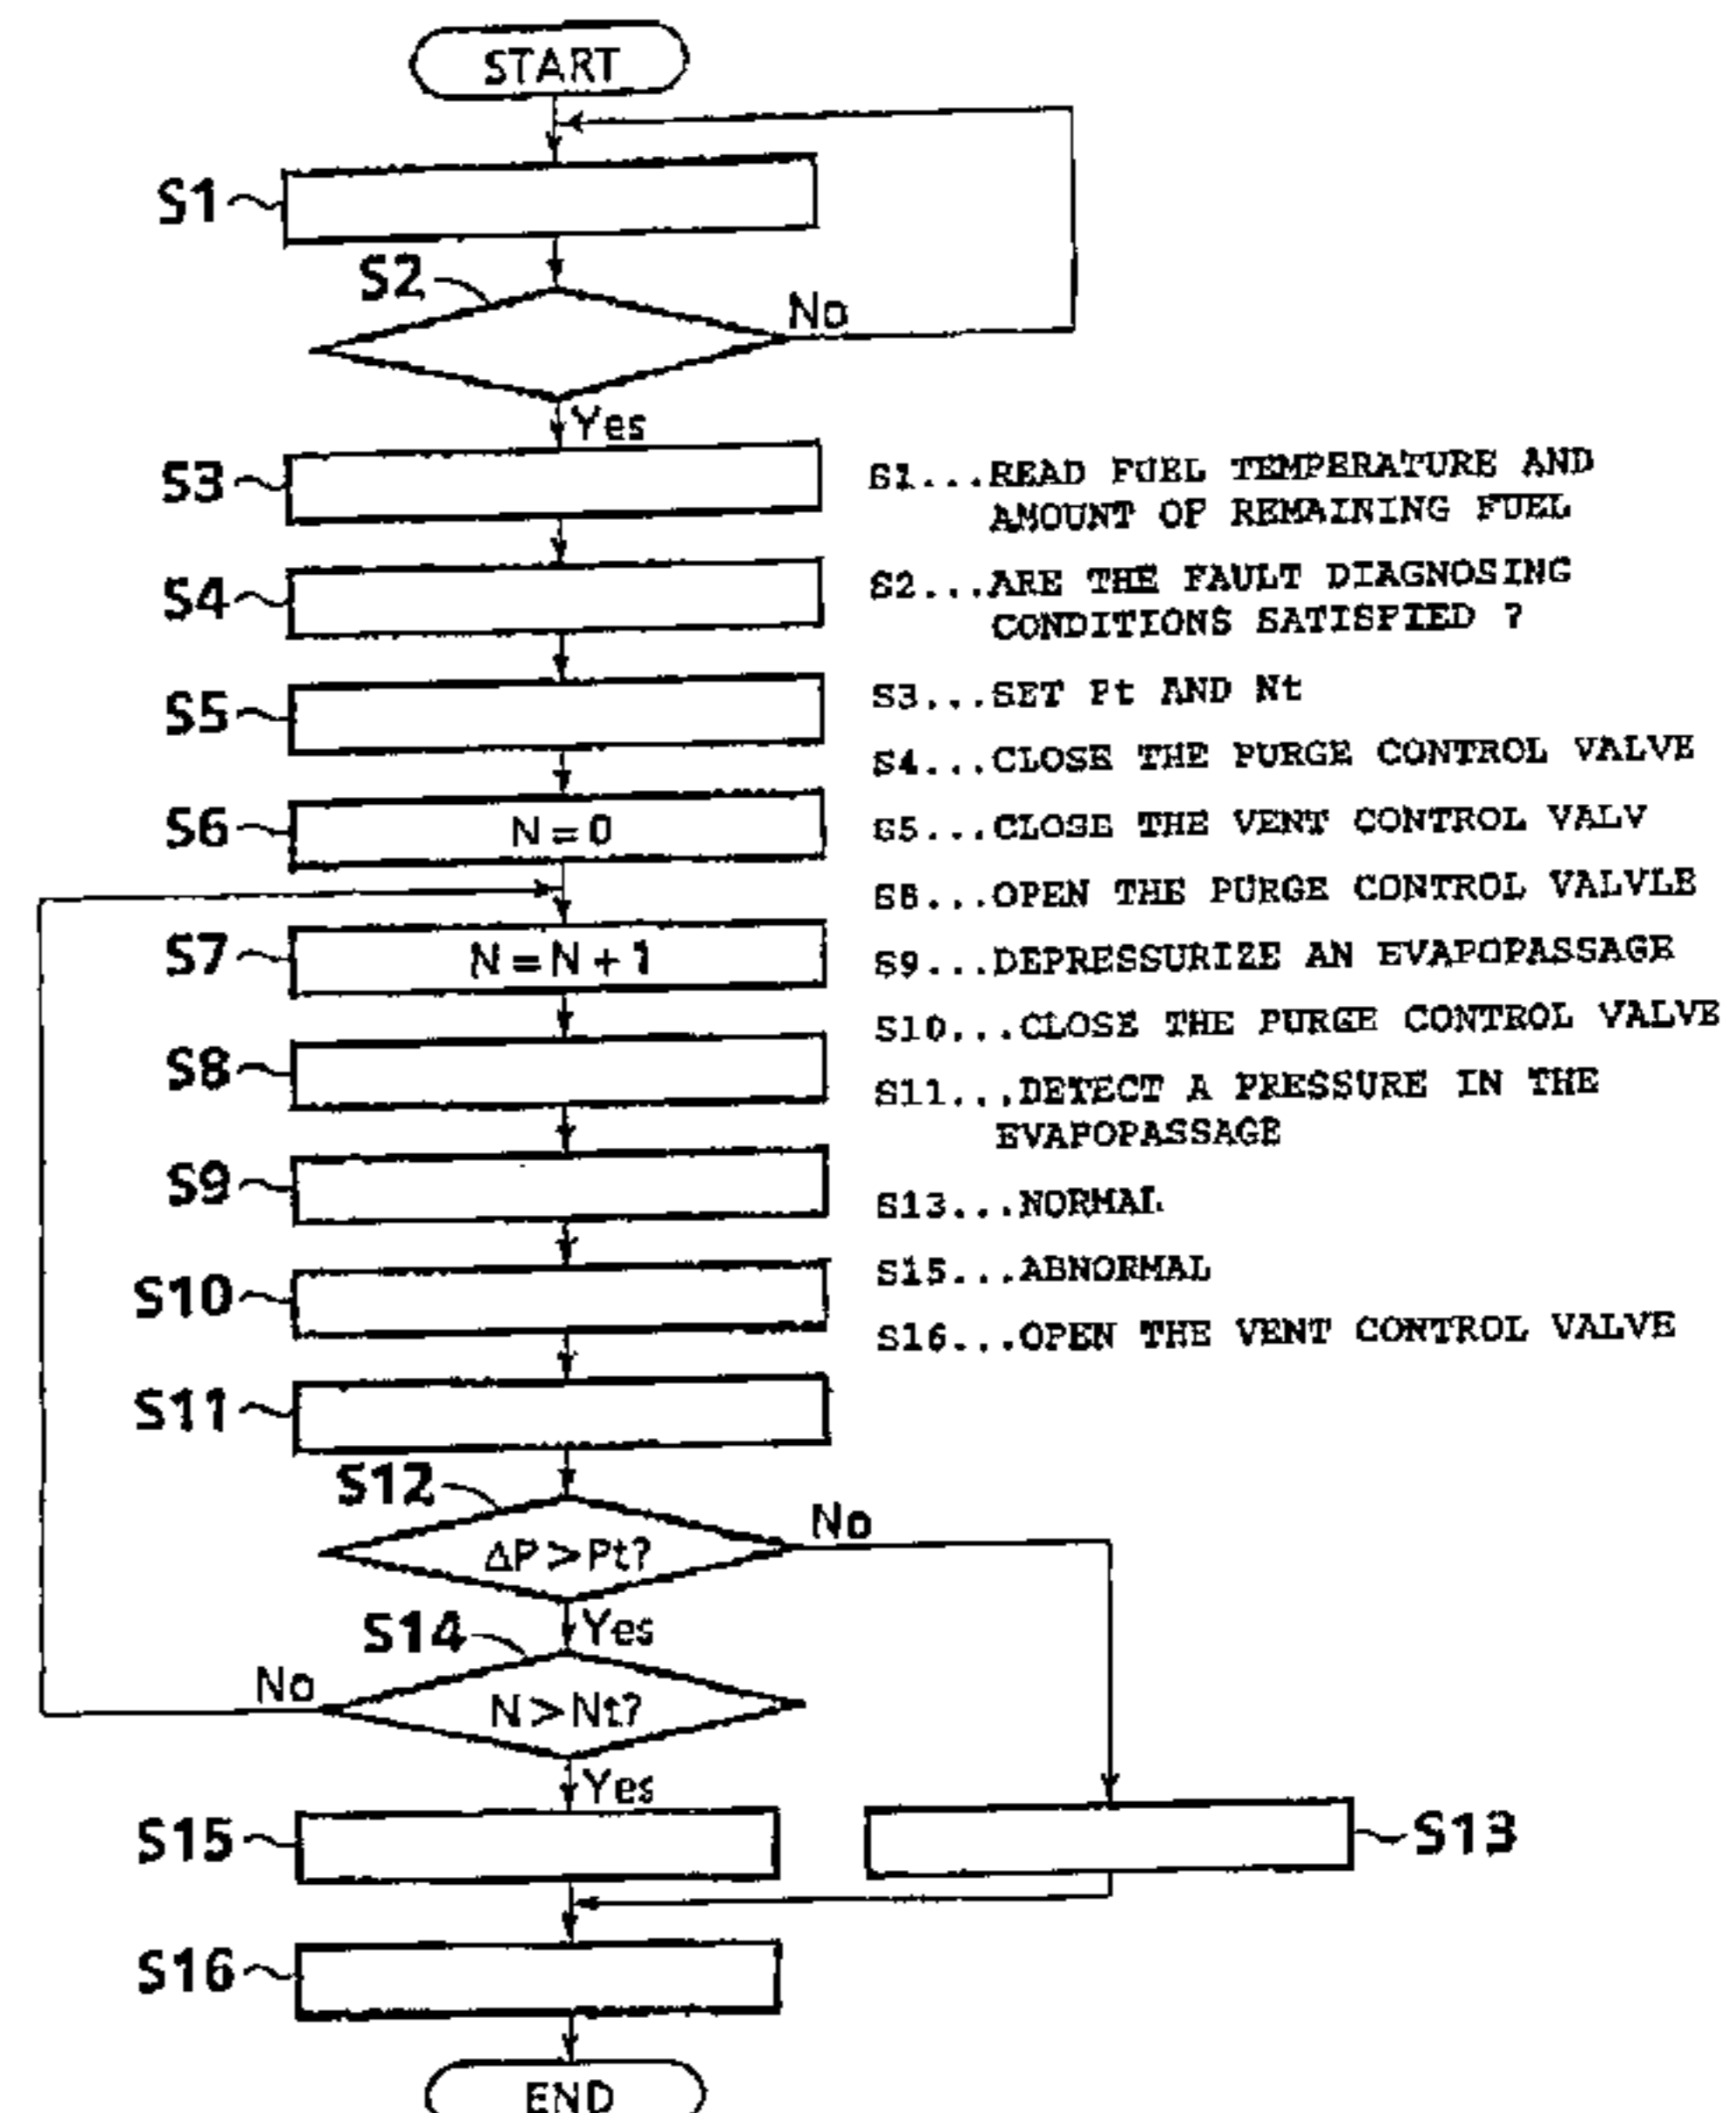 START
S1
S2
No
Yes
S3
S4
S5
S6
N = 0
S7
N = N + 1
S8
S9
S10
S11
S12
ΔP > Pt?
No
Yes
S14
N > Nt?
No
Yes
S15
S13
S16
END
S1...READ FUEL TEMPERATURE AND
AMOUNT OF REMAINING FUEL
S2...ARE THE FAULT DIAGNOSING
CONDITIONS SATISFIED ?
S3...SET Pt AND Nt
S4...CLOSE THE PURGE CONTROL VALVE
S5...CLOSE THE VENT CONTROL VALV
S8...OPEN THE PURGE CONTROL VALVLE
S9...DEPRESSURIZE AN EVAPOPASSAGE
S10...CLOSE THE PURGE CONTROL VALVE
S11...DETECT A PRESSURE IN THE
EVAPOPASSAGE
S13...NORMAL
S15...ABNORMAL
S16...OPEN THE VENT CONTROL VALVE